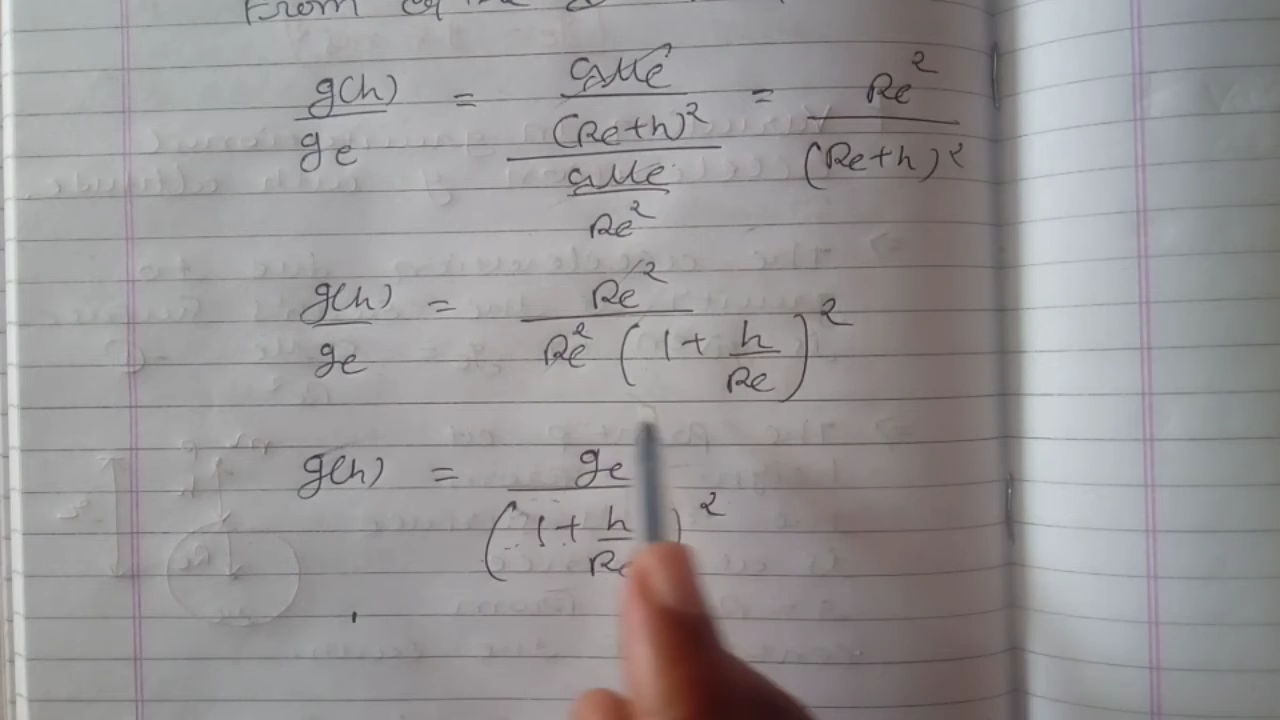 From
g(h)/ge = (GMe/(Re+h)²)/(GMe/Re²) = Re²/(Re+h)²
g(h)/ge = Re²/(Re²(1+h/Re)²)
g(h) = ge/(1+h/Re)²